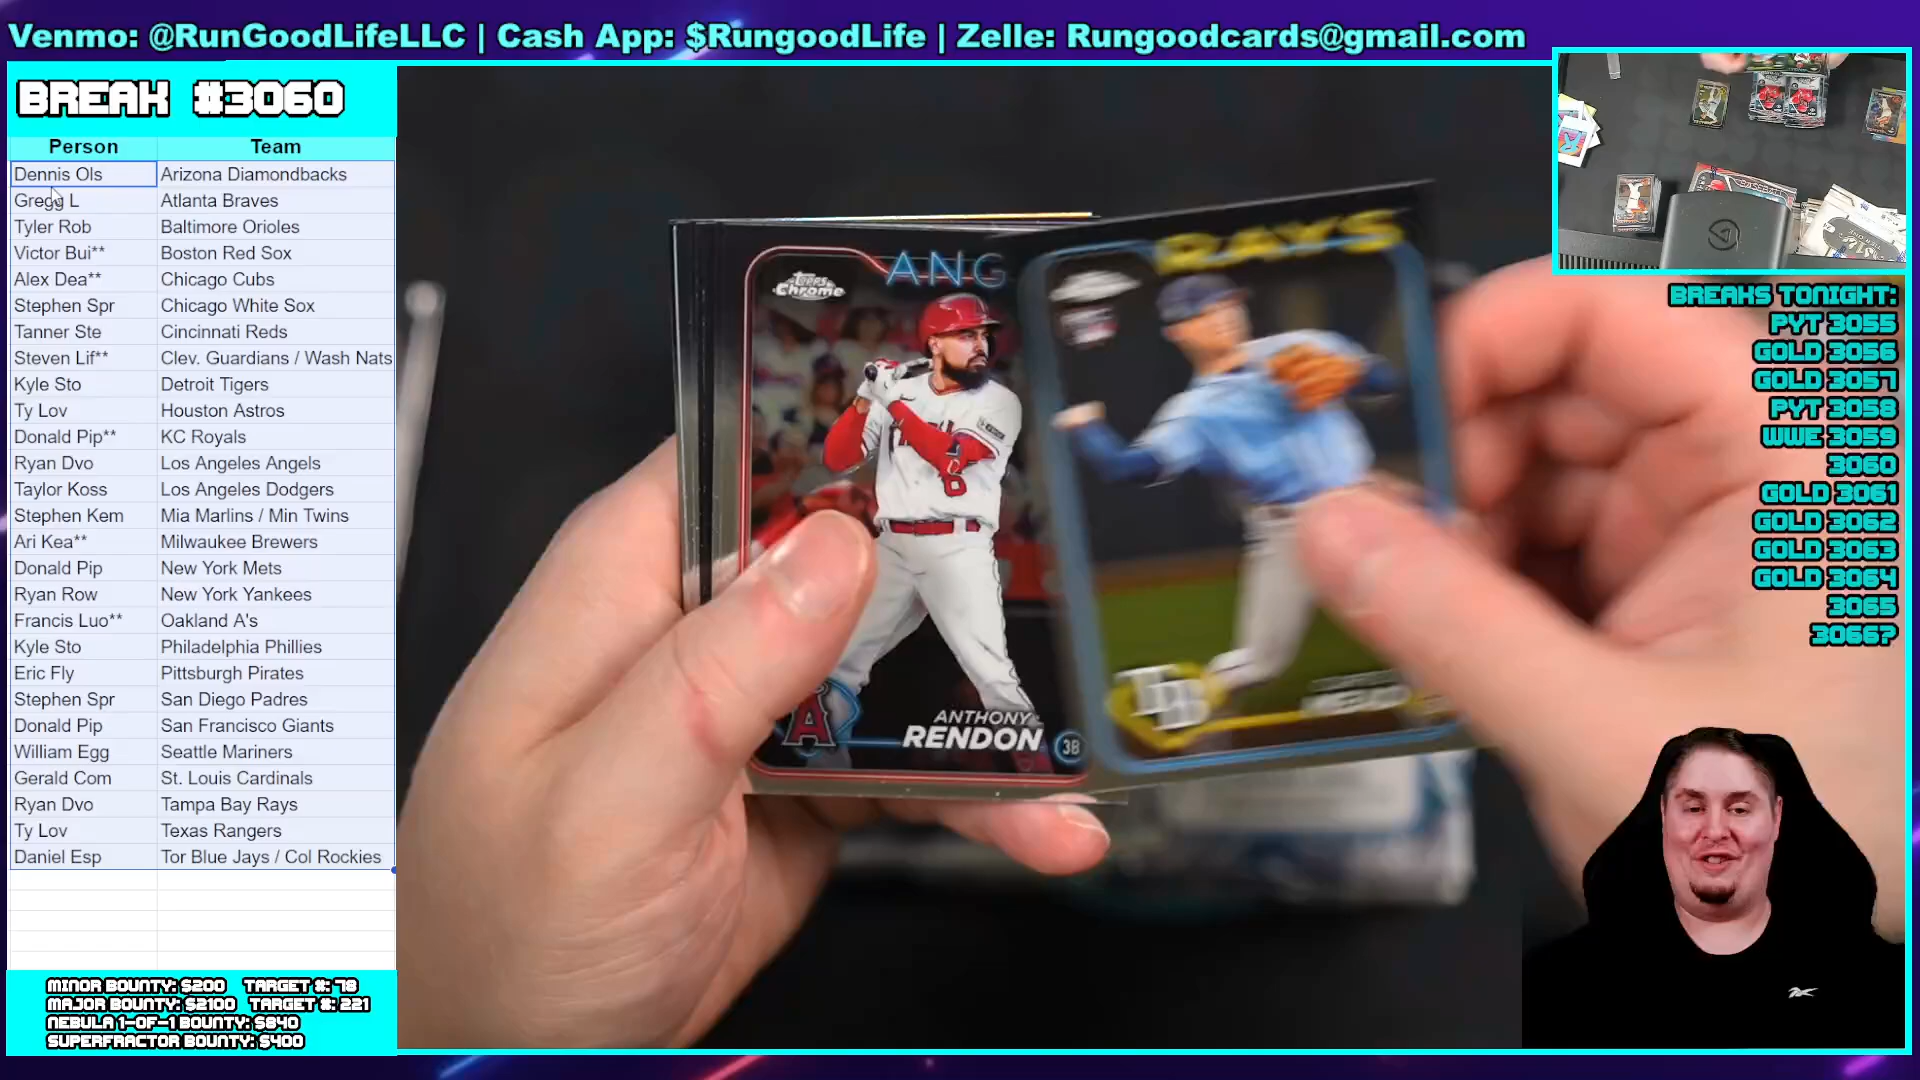 Venmo: @RunGoodLifeLLC | Cash App: $RungoodLife | Zelle: Rungoodcards@gmail.com
BREAK #3060
Person Team
Dennis Ols Arizona Diamondbacks
Gregg L Atlanta Braves
Tyler Rob Baltimore Orioles
Victor Bui** Boston Red Sox
Alex Dea** Chicago Cubs
Stephen Spr Chicago White Sox
Tanner Ste Cincinnati Reds
Steven Lif** Clev. Guardians / Wash Nats
Kyle Sto Detroit Tigers
Ty Lov Houston Astros
Donald Pip** KC Royals
Ryan Dvo Los Angeles Angels
Taylor Koss Los Angeles Dodgers
Stephen Kem Mia Marlins / Min Twins
Ari Kea** Milwaukee Brewers
Donald Pip New York Mets
Ryan Row New York Yankees
Francis Luo** Oakland A's
Kyle Sto Philadelphia Phillies
Eric Fly Pittsburgh Pirates
Stephen Spr San Diego Padres
Donald Pip San Francisco Giants
William Egg Seattle Mariners
Gerald Com St. Louis Cardinals
Ryan Dvo Tampa Bay Rays
Ty Lov Texas Rangers
Daniel Esp Tor Blue Jays / Col Rockies
MINOR BOUNTY: $200 TARGET #: 78
MAJOR BOUNTY: $2100 TARGET #: 221
NEBULA 1-OF-1 BOUNTY: $840
SUPERFRACTOR BOUNTY: $400
Topps Chrome
ANG
6
A
ANTHONY
RENDON
3B
RAYS
TB
MEAD
BREAKS TONIGHT:
PYT 3055
GOLD 3056
GOLD 3057
PYT 3058
WWE 3059
3060
GOLD 3061
GOLD 3062
GOLD 3063
GOLD 3064
3065
3066?